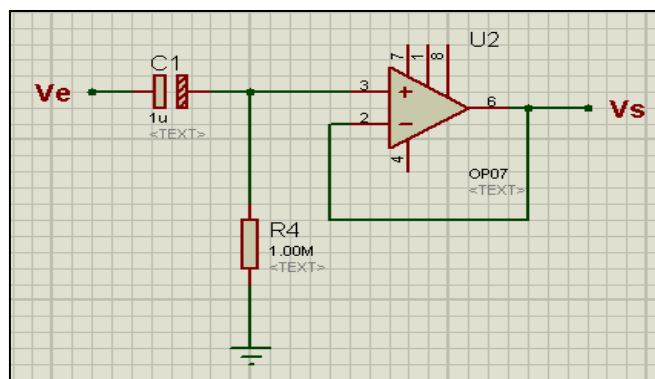 U2
C1
7
1
8
Ve
3
+
6
Vs
1u
2
−
<TEXT>
4
OP07
<TEXT>
R4
1.00M
<TEXT>